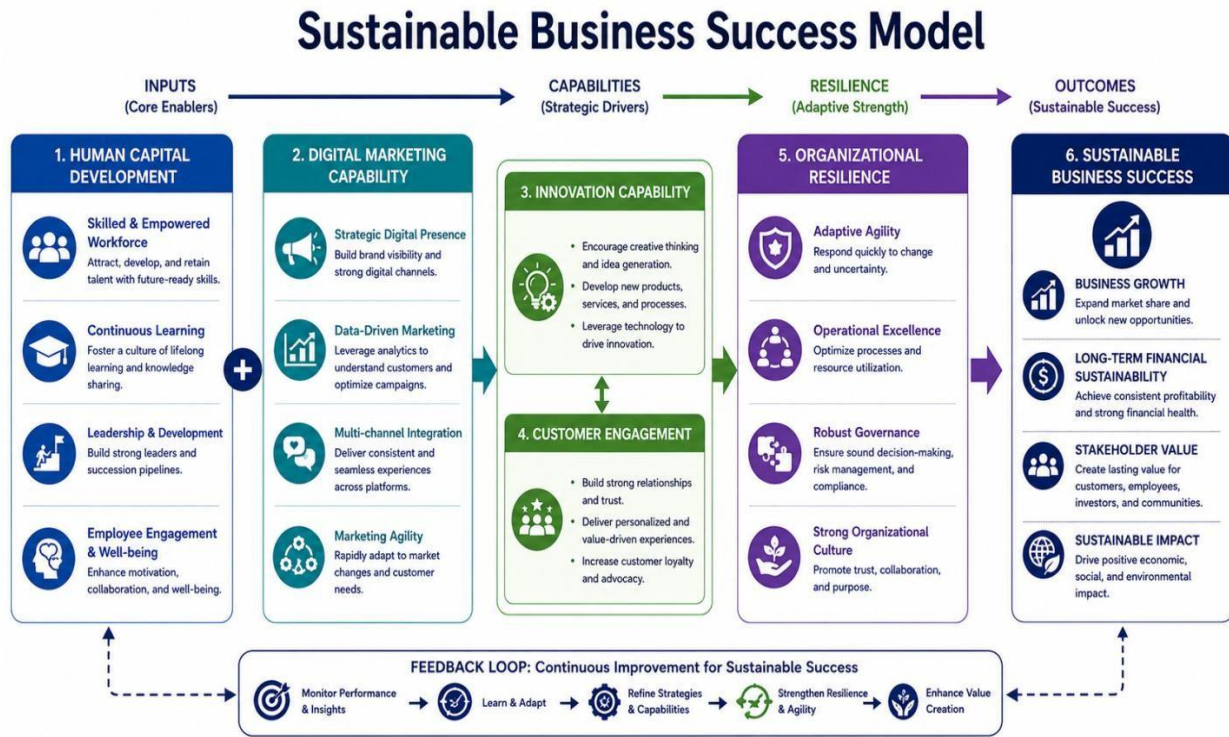 Sustainable Business Success Model
INPUTS
(Core Enablers)
CAPABILITIES
(Strategic Drivers)
RESILIENCE
(Adaptive Strength)
OUTCOMES
(Sustainable Success)
1. HUMAN CAPITAL
DEVELOPMENT
Skilled & Empowered
Workforce
Attract, develop, and retain
talent with future-ready skills.
Continuous Learning
Foster a culture of lifelong
learning and knowledge
sharing.
Leadership & Development
Build strong leaders and
succession pipelines.
Employee Engagement
& Well-being
Enhance motivation,
collaboration, and well-being.
+
2. DIGITAL MARKETING
CAPABILITY
Strategic Digital Presence
Build brand visibility and
strong digital channels.
Data-Driven Marketing
Leverage analytics to
understand customers and
optimize campaigns.
Multi-channel Integration
Deliver consistent and
seamless experiences
across platforms.
Marketing Agility
Rapidly adapt to market
changes and customer
needs.
3. INNOVATION CAPABILITY
• Encourage creative thinking
and idea generation.
• Develop new products,
services, and processes.
• Leverage technology to
drive innovation.
4. CUSTOMER ENGAGEMENT
• Build strong relationships
and trust.
• Deliver personalized and
value-driven experiences.
• Increase customer loyalty
and advocacy.
5. ORGANIZATIONAL
RESILIENCE
Adaptive Agility
Respond quickly to change
and uncertainty.
Operational Excellence
Optimize processes and
resource utilization.
Robust Governance
Ensure sound decision-making,
risk management, and
compliance.
Strong Organizational
Culture
Promote trust, collaboration,
and purpose.
6. SUSTAINABLE
BUSINESS SUCCESS
BUSINESS GROWTH
Expand market share and
unlock new opportunities.
$
LONG-TERM FINANCIAL
SUSTAINABILITY
Achieve consistent profitability
and strong financial health.
STAKEHOLDER VALUE
Create lasting value for
customers, employees,
investors, and communities.
SUSTAINABLE IMPACT
Drive positive economic,
social, and environmental
impact.
FEEDBACK LOOP: Continuous Improvement for Sustainable Success
Monitor Performance
& Insights
Learn & Adapt
Refine Strategies
& Capabilities
Strengthen Resilience
& Agility
Enhance Value
Creation